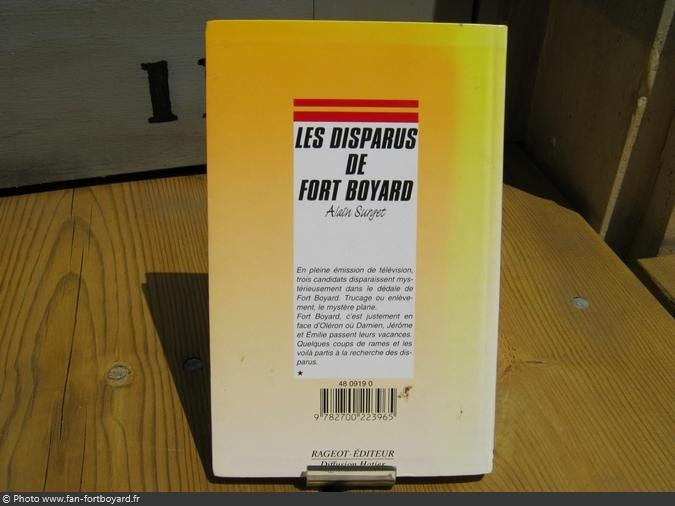 LES DISPARUS
DE
FORT BOYARD
Alain Surget
En pleine émission de télévision,
trois candidats disparaissent mys-
térieusement dans le dédale de
Fort Boyard. Trucage ou enlève-
ment, le mystère plane.
Fort Boyard, c'est justement en
face d'Oléron où Damien, Jérôme
et Émilie passent leurs vacances.
Quelques coups de rames et les
voilà partis à la recherche des dis-
parus.
★
48 0919 0
9 782700 223965
RAGEOT-ÉDITEUR
Diffusion Hatier
© Photo www.fan-fortboyard.fr